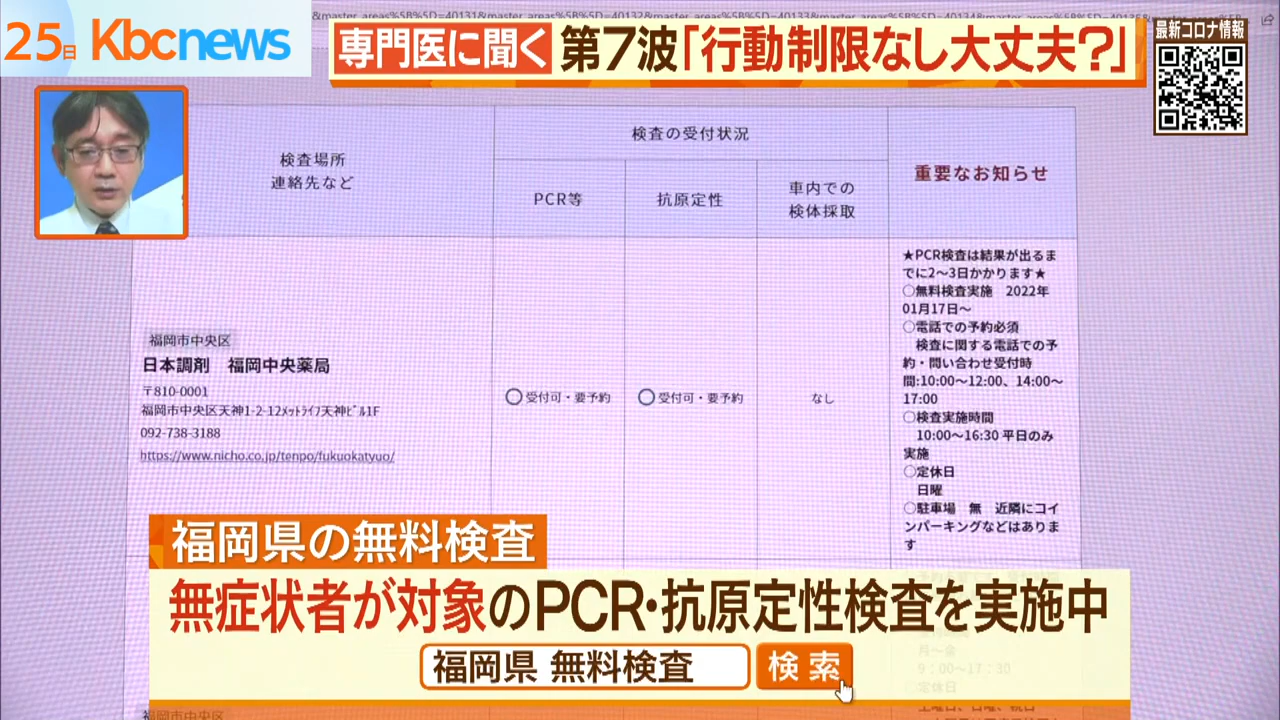 25日 Kbcnews
専門医に聞く 第7波「行動制限なし大丈夫?」
最新コロナ情報
検査場所
連絡先など
検査の受付状況
PCR等
抗原定性
車内での
検体採取
重要なお知らせ
福岡市中央区
日本調剤 福岡中央薬局
〒810-0001
福岡市中央区天神1-2-12ﾒｯﾄﾗｲﾌ天神ﾋﾞﾙ1F
092-738-3188
https://www.nicho.co.jp/tenpo/fukuokatyuo/
○受付可・要予約
○受付可・要予約
なし
★PCR検査は結果が出るま
でに2～3日かかります★
○無料検査実施 2022年
01月17日～
○電話での予約必須
検査に関する電話での予
約・問い合わせ受付時
間:10:00～12:00、14:00～
17:00
○検査実施時間
10:00～16:30 平日のみ
実施
○定休日
日曜
○駐車場 無 近隣にコイ
ンパーキングなどはありま
す
福岡県の無料検査
無症状者が対象のPCR・抗原定性検査を実施中
福岡県 無料検査
検索
月～金
9：00～17：30
○定休日
福岡市中央区